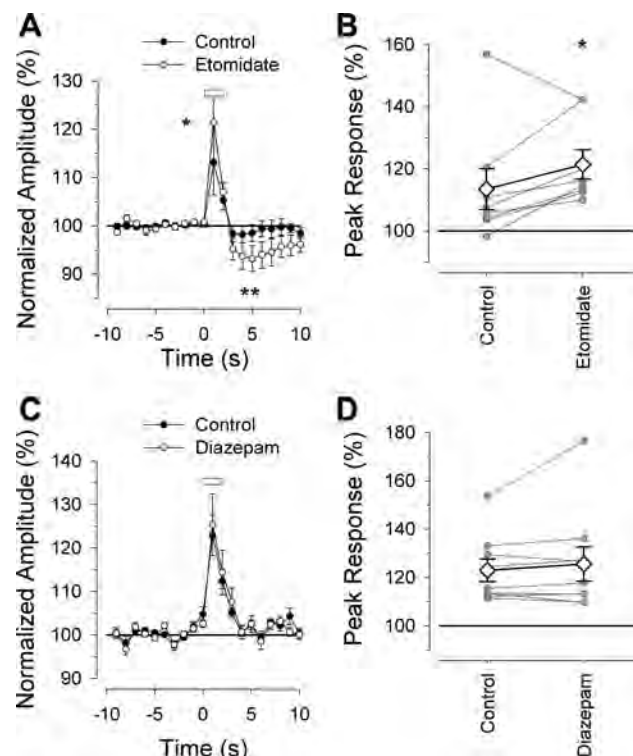 A
Control
Etomidate
Normalized Amplitude (%)
130
120
110
100
90
*
**
-10 -5 0 5 10
Time (s)
B
*
Peak Response (%)
160
140
120
100
Control
Etomidate
C
Control
Diazepam
Normalized Amplitude (%)
140
130
120
110
100
90
-10 -5 0 5 10
Time (s)
D
Peak Response (%)
180
160
140
120
100
Control
Diazepam